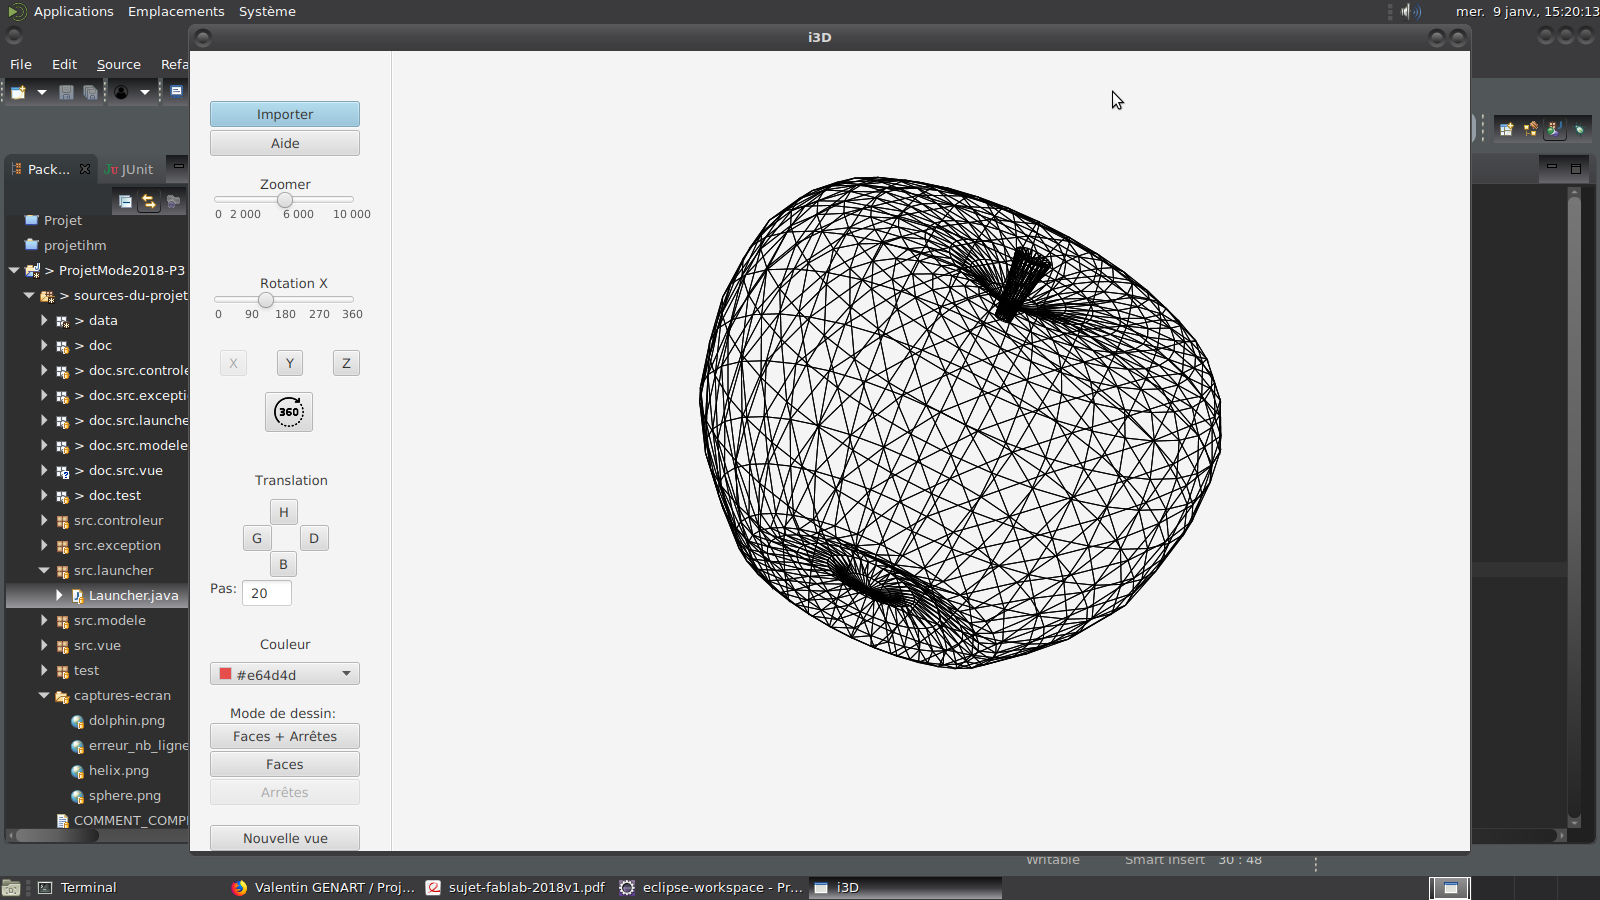 Applications Emplacements Système
mer. 9 janv., 15:20:13
i3D
File Edit Source Refa
Importer
Aide
Zoomer
0 2 000 6 000 10 000
Rotation X
0 90 180 270 360
X Y Z
360
Translation
H
G D
B
Pas: 20
Couleur
#e64d4d
Mode de dessin:
Faces + Arrêtes
Faces
Arrêtes
Nouvelle vue
Pack... JUnit
Projet
projetihm
> ProjetMode2018-P3
> sources-du-projet
> data
> doc
> doc.src.controle
> doc.src.excepti
> doc.src.launche
> doc.src.modele
> doc.src.vue
> doc.test
src.controleur
src.exception
src.launcher
Launcher.java
src.modele
src.vue
test
captures-ecran
dolphin.png
erreur_nb_ligne
helix.png
sphere.png
COMMENT_COMPI
Writable Smart Insert 30 : 48
Terminal
Valentin GENART / Proj...
sujet-fablab-2018v1.pdf
eclipse-workspace - Pr...
i3D